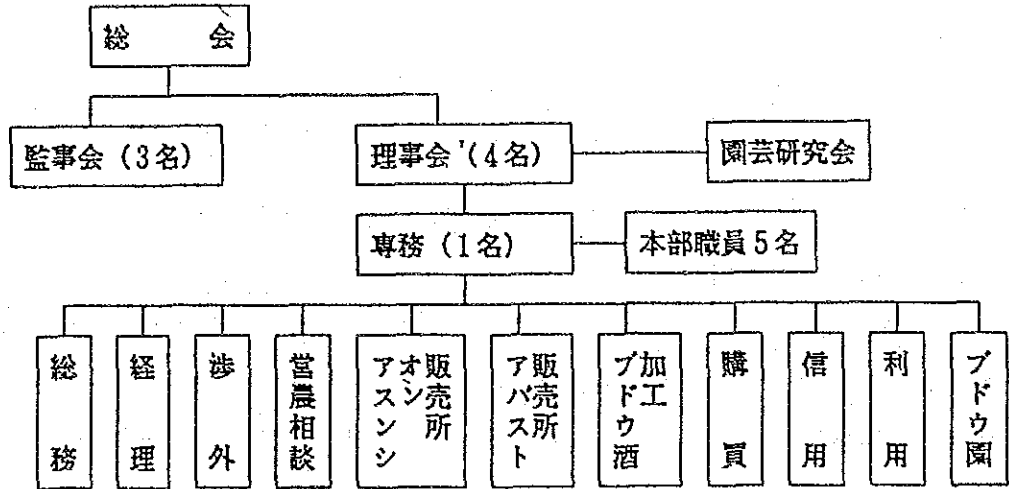 総会
監事会（3名）
理事会（4名）
園芸研究会
専務（1名）
本部職員5名
総務
経理
渉外
営農相談
販売所
アスンシオン
販売所
アバスト
加工
ブドウ酒
購買
信用
利用
ブドウ園